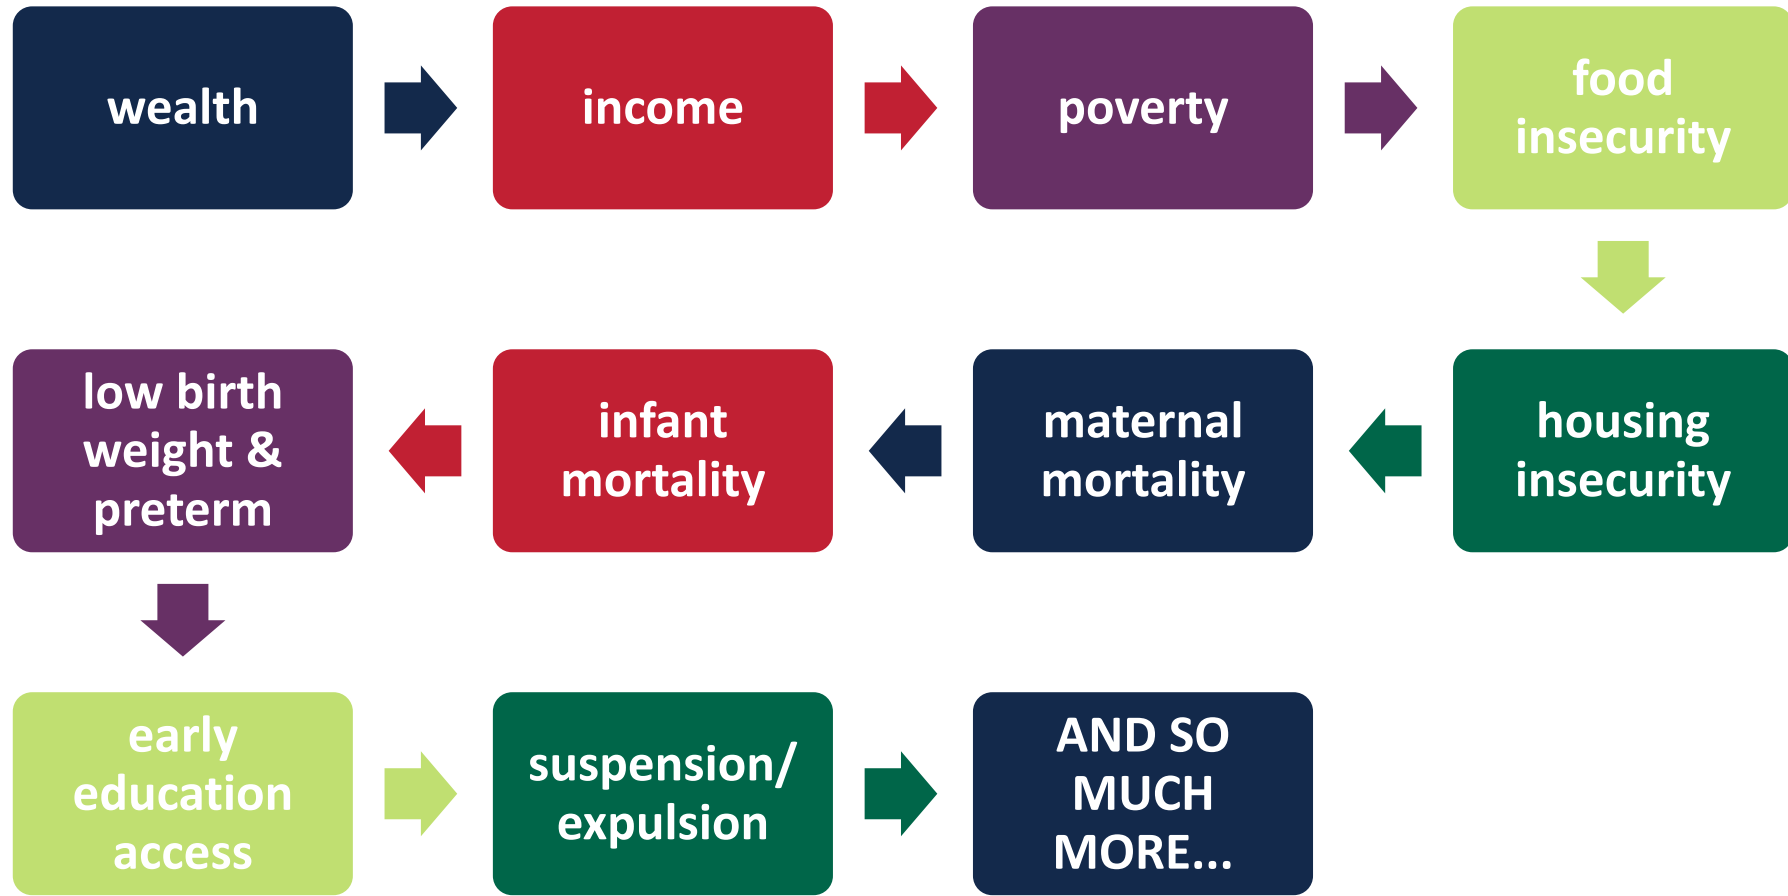 wealth
income
poverty
food
insecurity
housing
insecurity
maternal
mortality
infant
mortality
low birth
weight &
preterm
early
education
access
suspension/
expulsion
AND SO
MUCH
MORE...